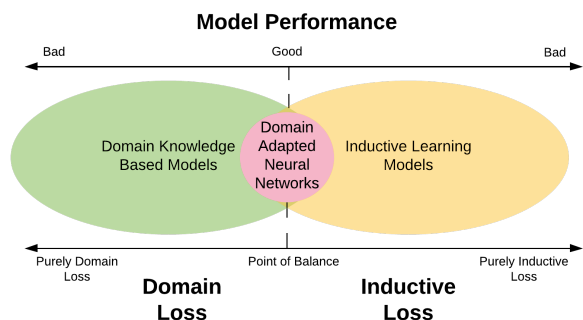 Model Performance
Bad
Good
Bad
Domain Knowledge
Based Models
Domain
Adapted
Neural
Networks
Inductive Learning
Models
Purely Domain
Loss
Point of Balance
Purely Inductive
Loss
Domain
Loss
Inductive
Loss